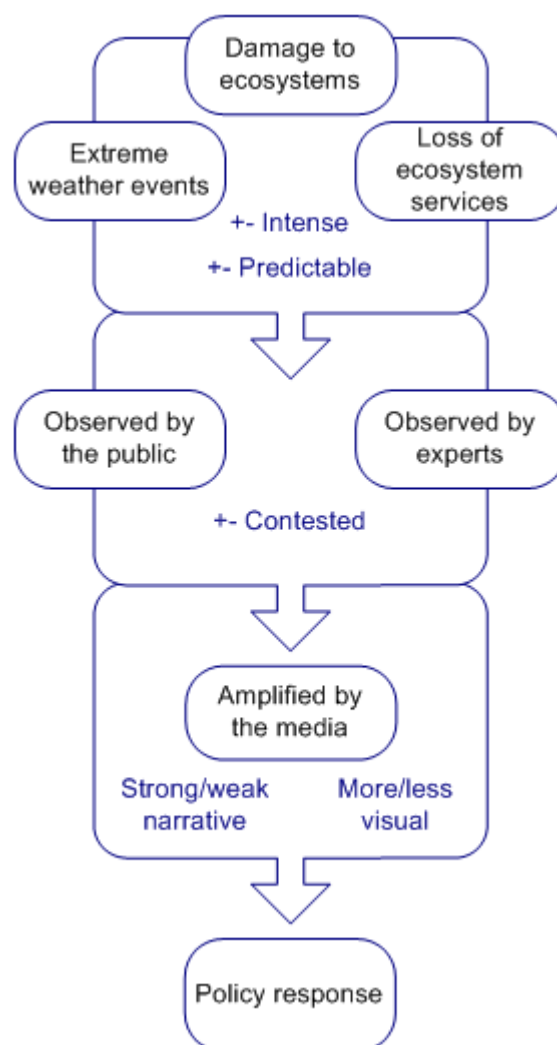 Damage to
ecosystems
Extreme
weather events
Loss of
ecosystem
services
+- Intense
+- Predictable
Observed by
the public
Observed by
experts
+- Contested
Amplified by
the media
Strong/weak
narrative
More/less
visual
Policy response